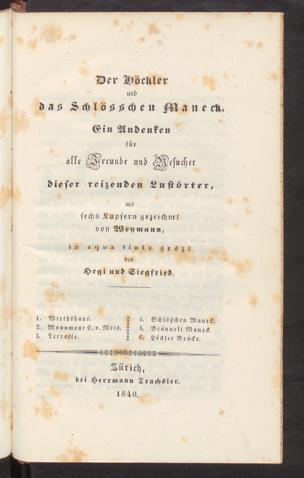 Der Höckler
und
das Schlösschen Maneck.
Ein Andenken
für
alle Freunde und Besucher
dieser reizenden Lustörter,
mit
sechs Kupfern gezeichnet
von Weymann,
in aqua tinta geäzt
von
Hegi und Siegfried.
1. Wirthshaus. 4. Schlößchen Maneck.
2. Monument E. v. Meis. 5. Brünneli Maneck.
3. Terrasse. 6. Höckler Brücke.
Zürich,
bei Herrmann Trachsler.
1840.